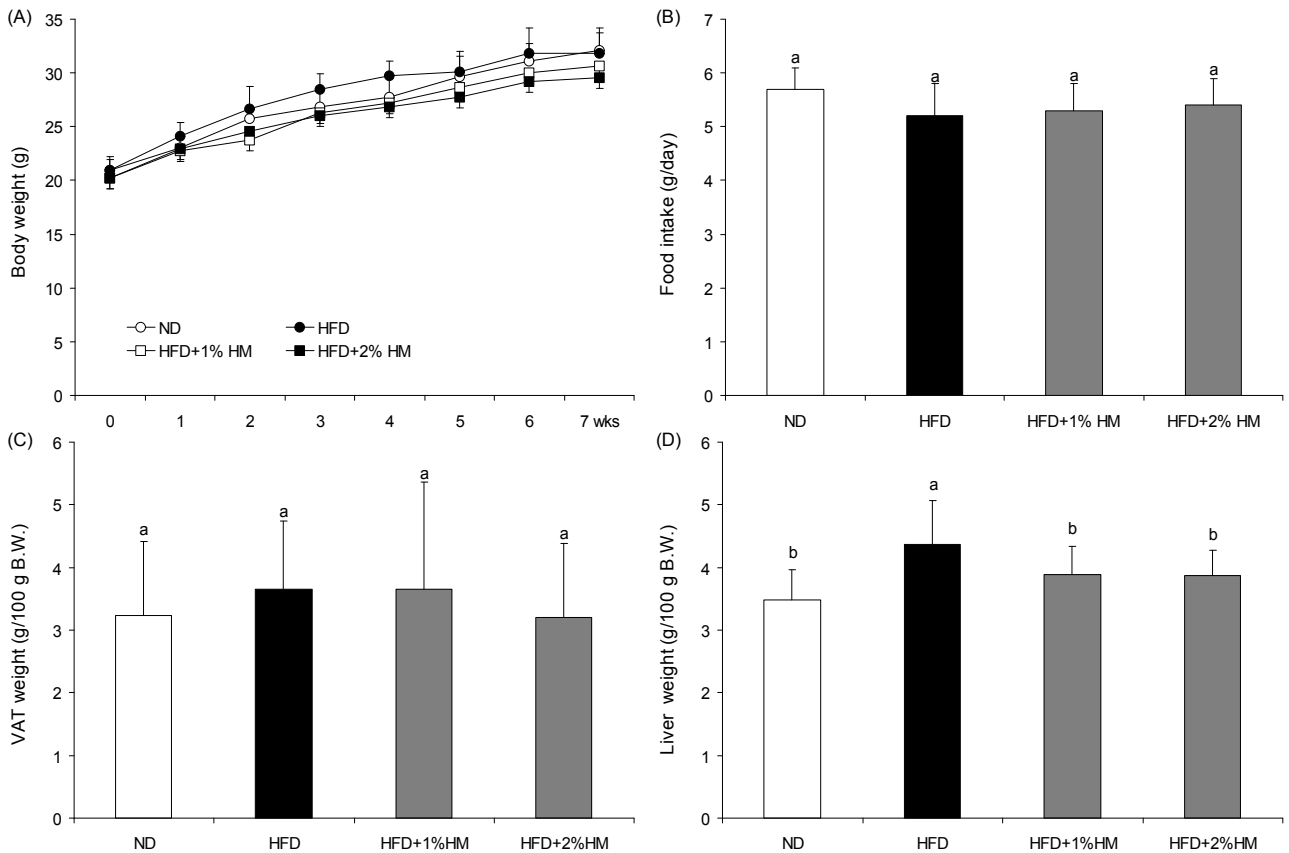 (A)
35
30
25
20
15
10
5
0
Body weight (g)
ND
HFD
HFD+1% HM
HFD+2% HM
0 1 2 3 4 5 6 7 wks
(B)
7
6
5
4
3
2
1
0
Food intake (g/day)
a a a a
ND HFD HFD+1% HM HFD+2% HM
(C)
6
5
4
3
2
1
0
VAT weight (g/100 g B.W.)
a a a a
ND HFD HFD+1%HM HFD+2%HM
(D)
6
5
4
3
2
1
0
Liver weight (g/100 g B.W.)
b a b b
ND HFD HFD+1%HM HFD+2%HM